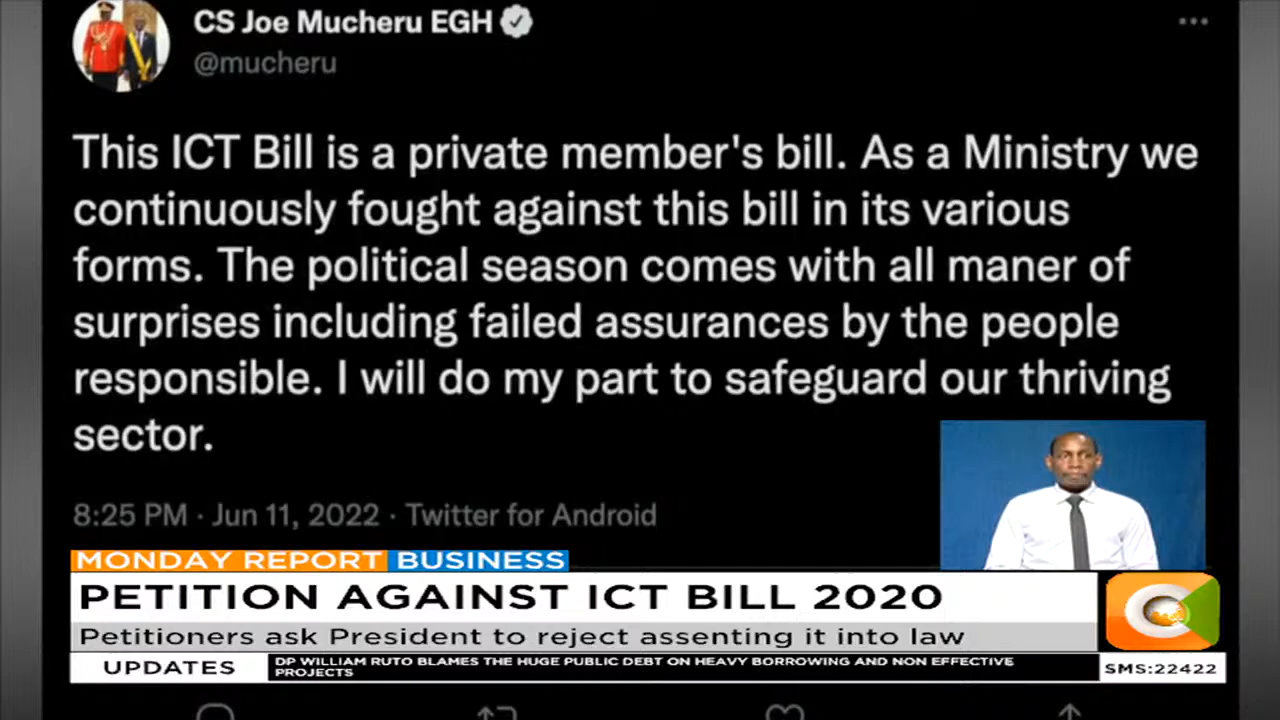 CS Joe Mucheru EGH
@mucheru
This ICT Bill is a private member's bill. As a Ministry we
continuously fought against this bill in its various
forms. The political season comes with all maner of
surprises including failed assurances by the people
responsible. I will do my part to safeguard our thriving
sector.
8:25 PM · Jun 11, 2022 · Twitter for Android
MONDAY REPORT BUSINESS
PETITION AGAINST ICT BILL 2020
Petitioners ask President to reject assenting it into law
UPDATES
DP WILLIAM RUTO BLAMES THE HUGE PUBLIC DEBT ON HEAVY BORROWING AND NON EFFECTIVE
PROJECTS
SMS:22422